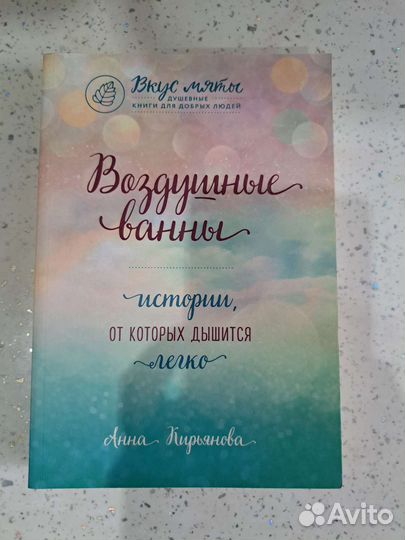 Вкус мяты
ДУШЕВНЫЕ
КНИГИ ДЛЯ ДОБРЫХ ЛЮДЕЙ
Воздушные
ванны
истории,
ОТ КОТОРЫХ ДЫШИТСЯ
легко
Анна Кирьянова
Avito